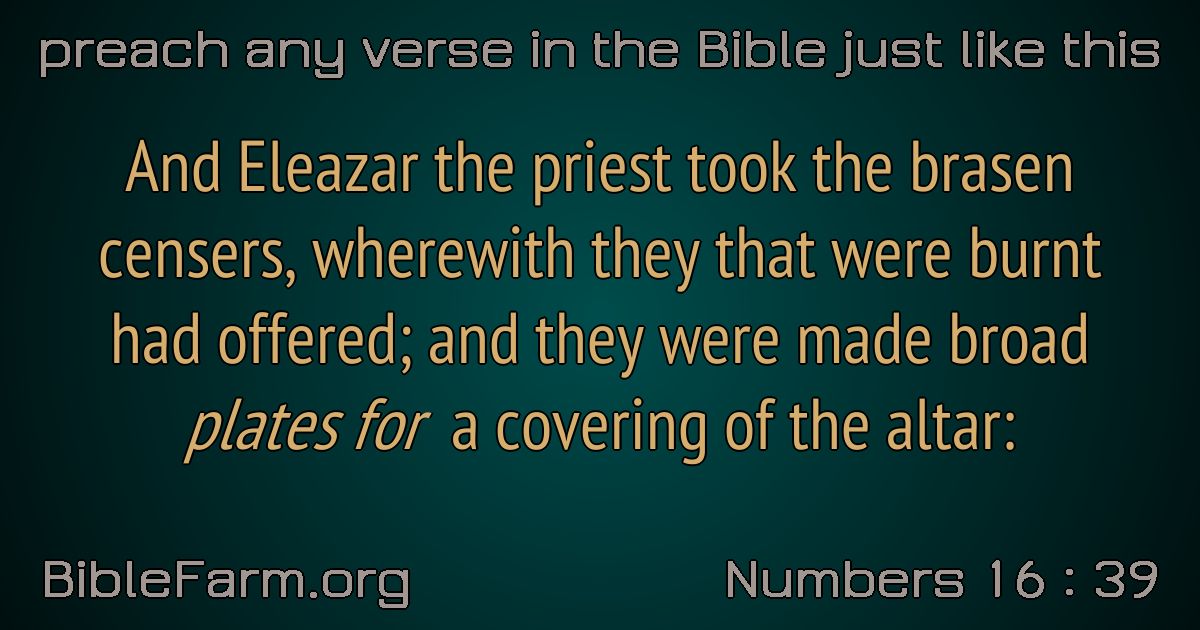 preach any verse in the Bible just like this
And Eleazar the priest took the brasen
censers, wherewith they that were burnt
had offered; and they were made broad
plates for a covering of the altar:
BibleFarm.org
Numbers 16 : 39